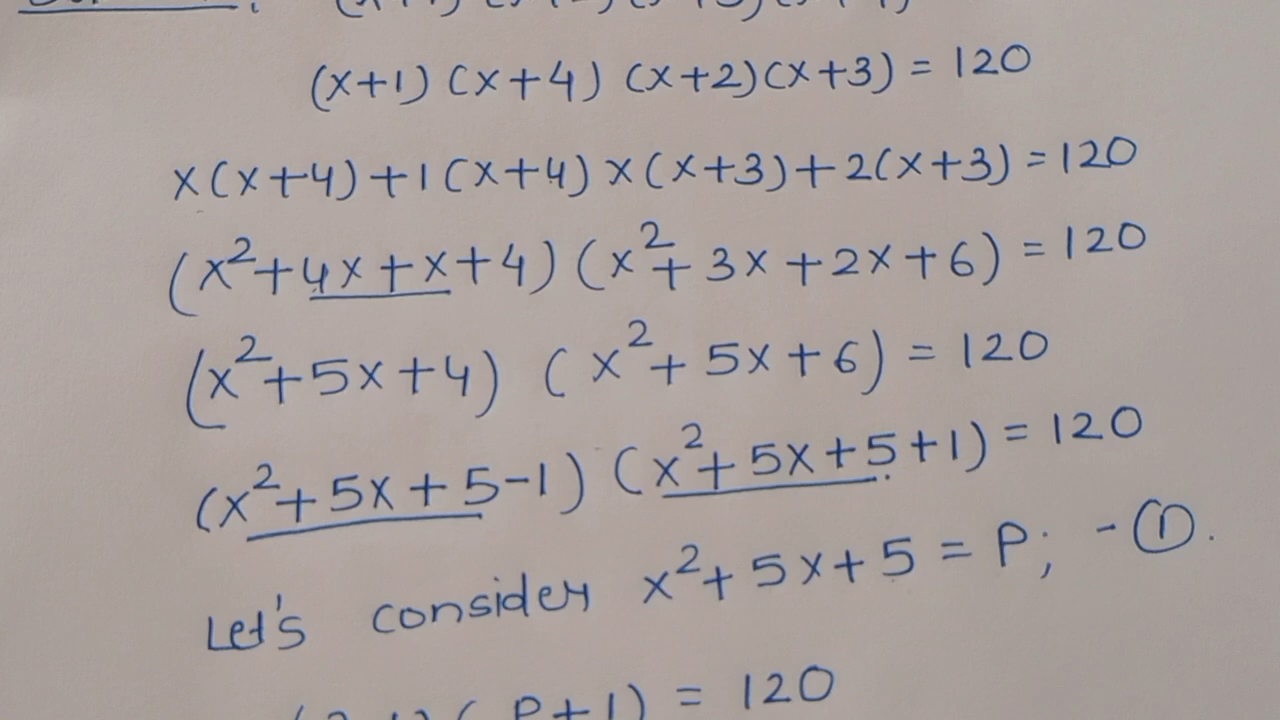 (x+1) (x+4) (x+2)(x+3) = 120
x(x+4)+1(x+4) x(x+3)+2(x+3) = 120
(x²+4x+x+4) (x²+3x+2x+6) = 120
(x²+5x+4) (x²+5x+6) = 120
(x²+5x+5-1) (x²+5x+5+1) = 120
Let's consider x²+5x+5 = P; -①.
P+1) = 120